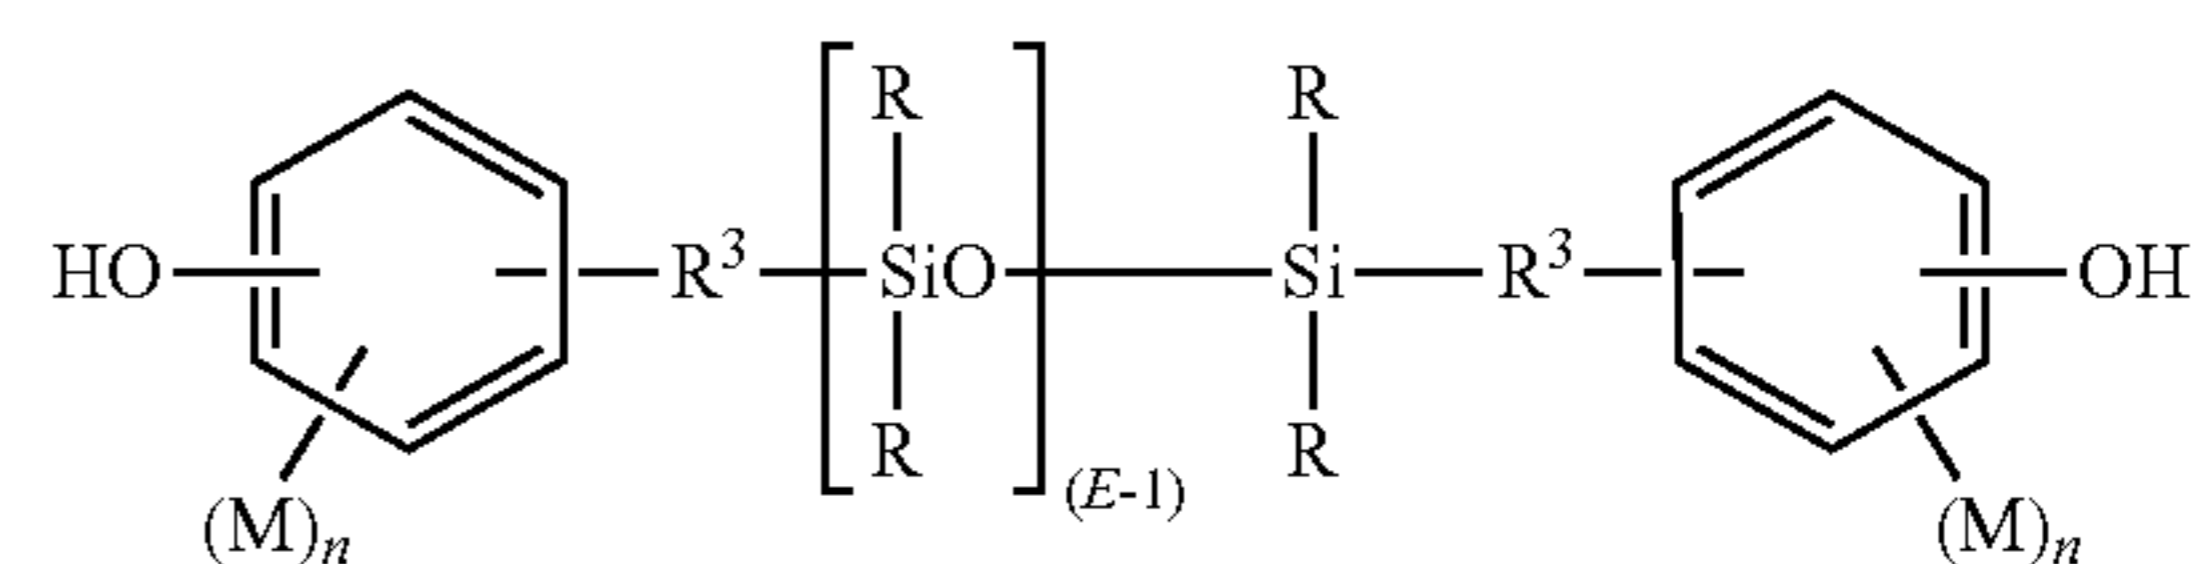 R R
HO R³ SiO Si R³ OH
R R
(E-1)
(M)n (M)n